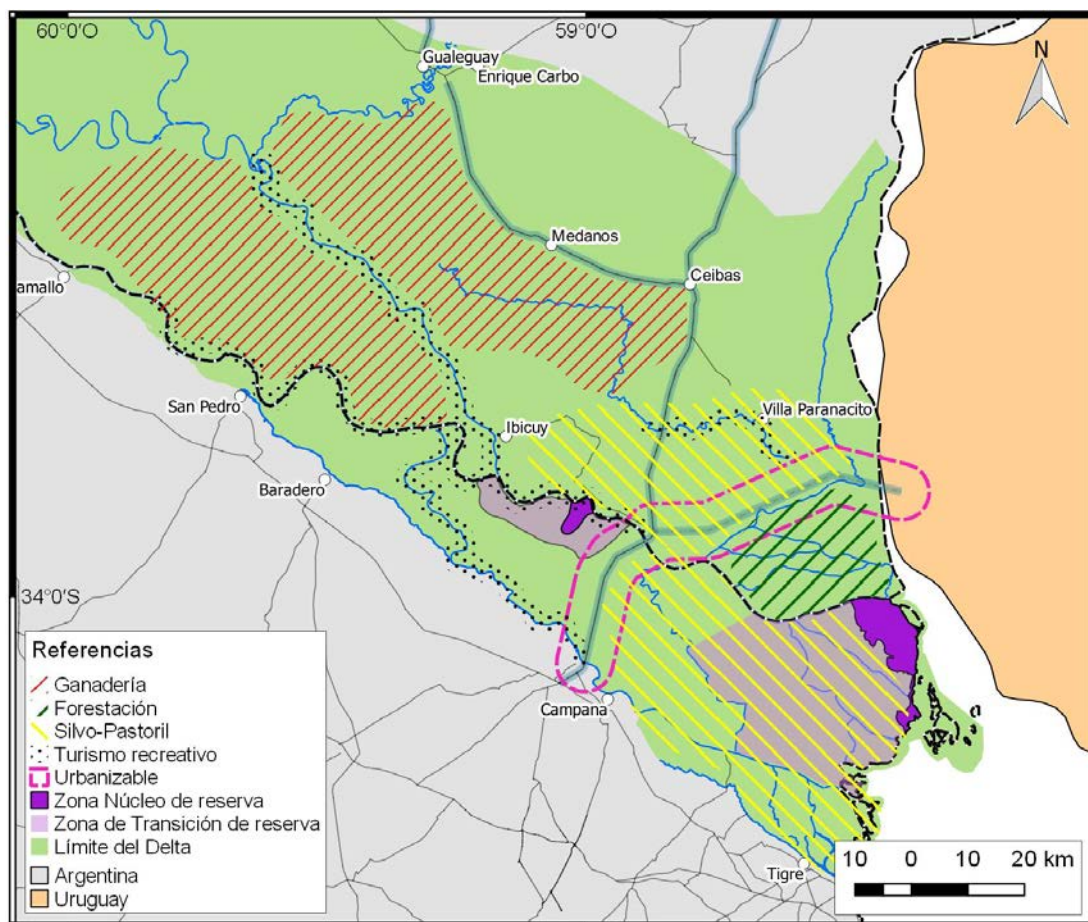 60°0'O
59°0'O
Gualeguay
Enrique Carbo
N
Medanos
amallo
Ceibas
San Pedro
Villa Paranacito
Ibicuy
Baradero
34°0'S
Campana
Tigre
Referencias
Ganadería
Forestación
Silvo-Pastoril
Turismo recreativo
Urbanizable
Zona Núcleo de reserva
Zona de Transición de reserva
Límite del Delta
Argentina
Uruguay
10 0 10 20 km